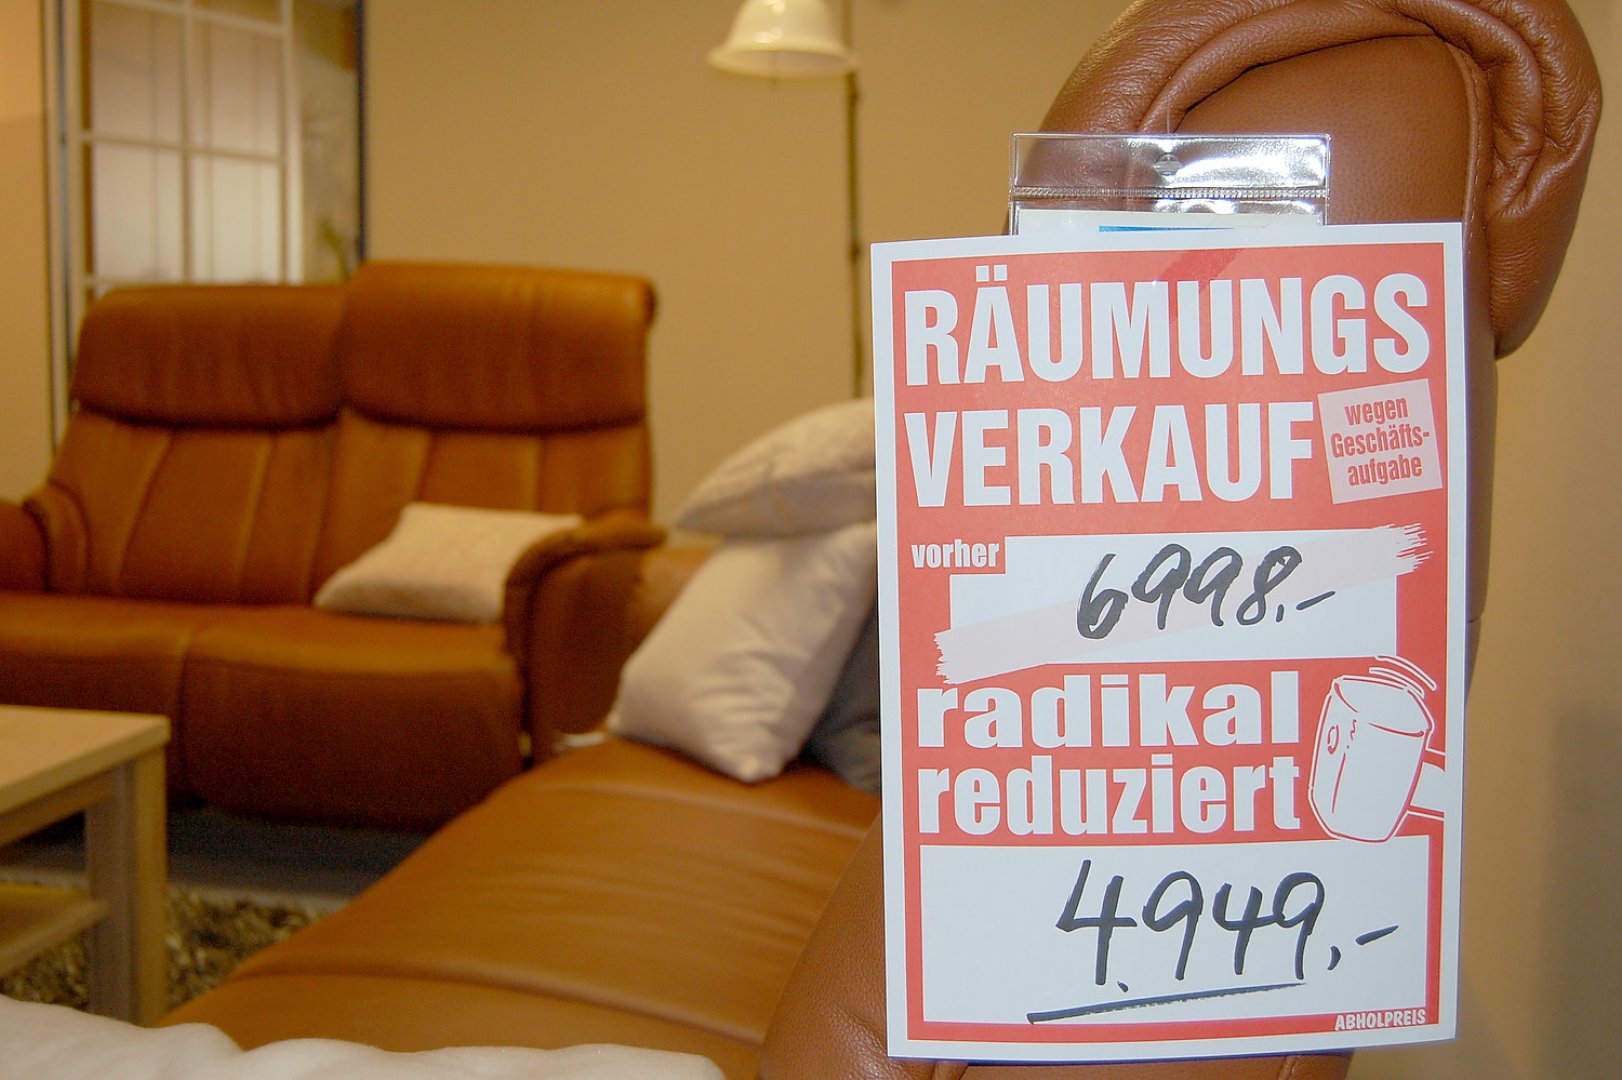 RÄUMUNGS
VERKAUF
wegen
Geschäfts-
aufgabe
vorher
6998,-
radikal
reduziert
4.949,-
ABHOLPREIS